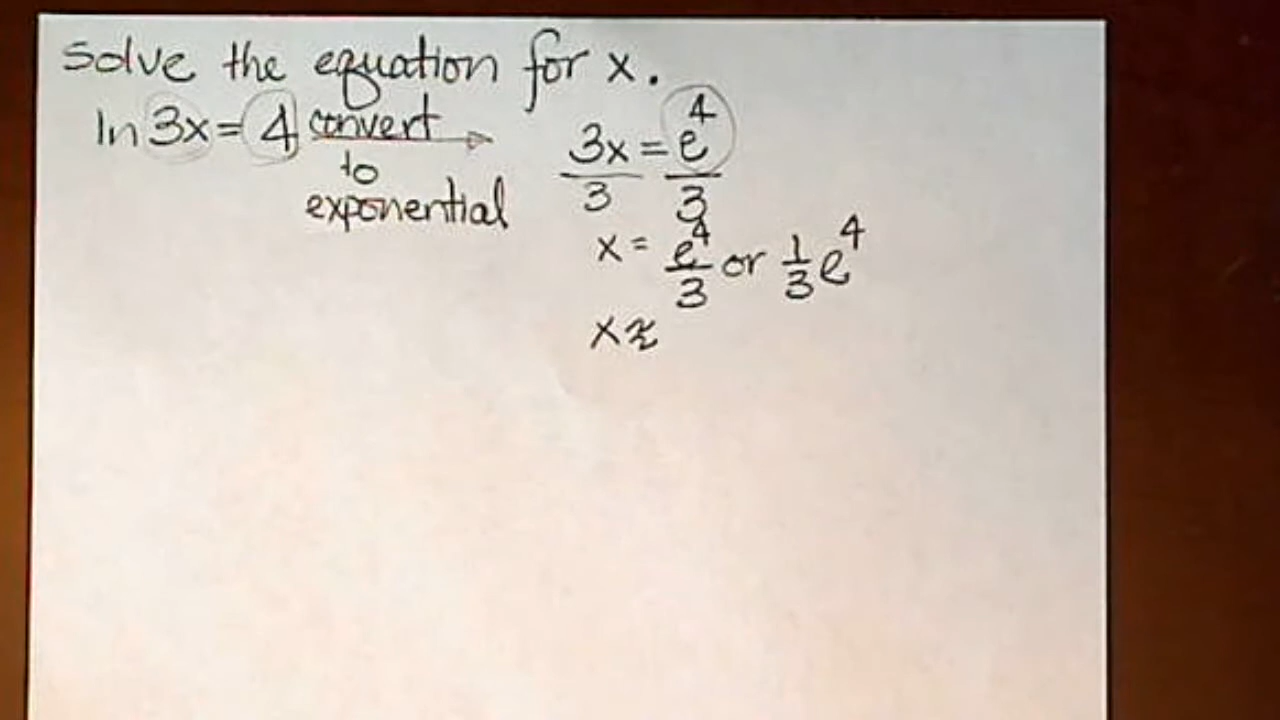 Solve the equation for x.
ln 3x = 4 convert to exponential
3x = e^4
3 3
x = e^4/3 or 1/3 e^4
x ≈